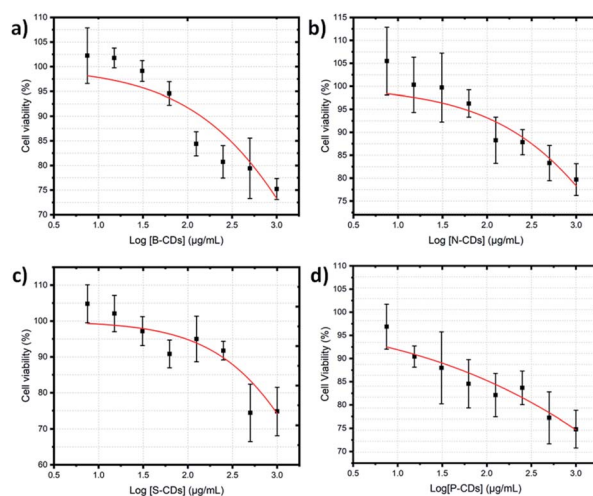 a)
110
105
100
95
90
85
80
75
70
Cell viability (%)
0.5 1.0 1.5 2.0 2.5 3.0
Log [B-CDs] (µg/mL)
b)
115
110
105
100
95
90
85
80
75
Cell viability (%)
0.5 1.0 1.5 2.0 2.5 3.0
Log [N-CDs] (µg/mL)
c)
110
100
90
80
70
60
Cell viability (%)
0.5 1.0 1.5 2.0 2.5 3.0
Log [S-CDs] (µg/mL)
d)
110
105
100
95
90
85
80
75
70
Cell Viability (%)
0.5 1.0 1.5 2.0 2.5 3.0
Log[P-CDs] (µg/mL)